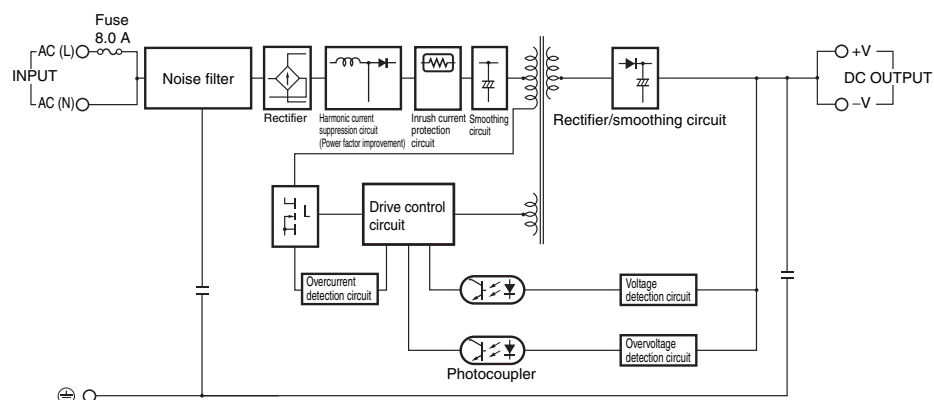 Fuse
8.0 A
AC (L)
INPUT
AC (N)
Noise filter
Rectifier
Harmonic current
suppression circuit
(Power factor improvement)
Inrush current
protection
circuit
Smoothing
circuit
Rectifier/smoothing circuit
+V
DC OUTPUT
−V
Drive control
circuit
Overcurrent
detection circuit
Voltage
detection circuit
Overvoltage
detection circuit
Photocoupler